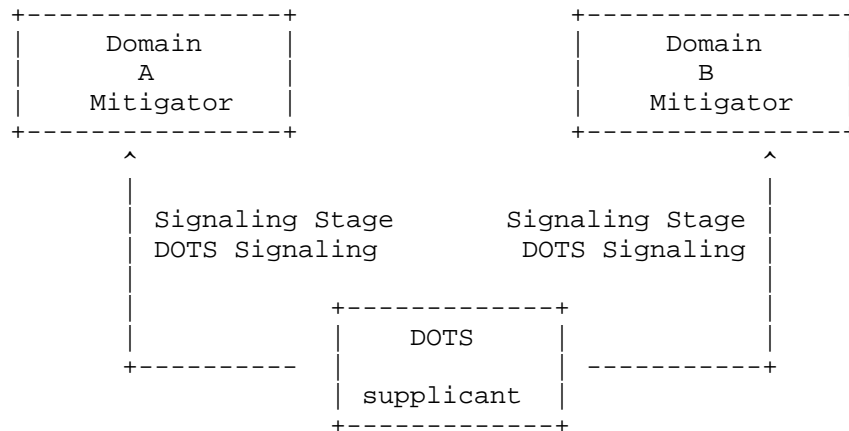 Domain Domain
A B
Mitigator Mitigator
Signaling Stage Signaling Stage
DOTS Signaling DOTS Signaling
DOTS
supplicant